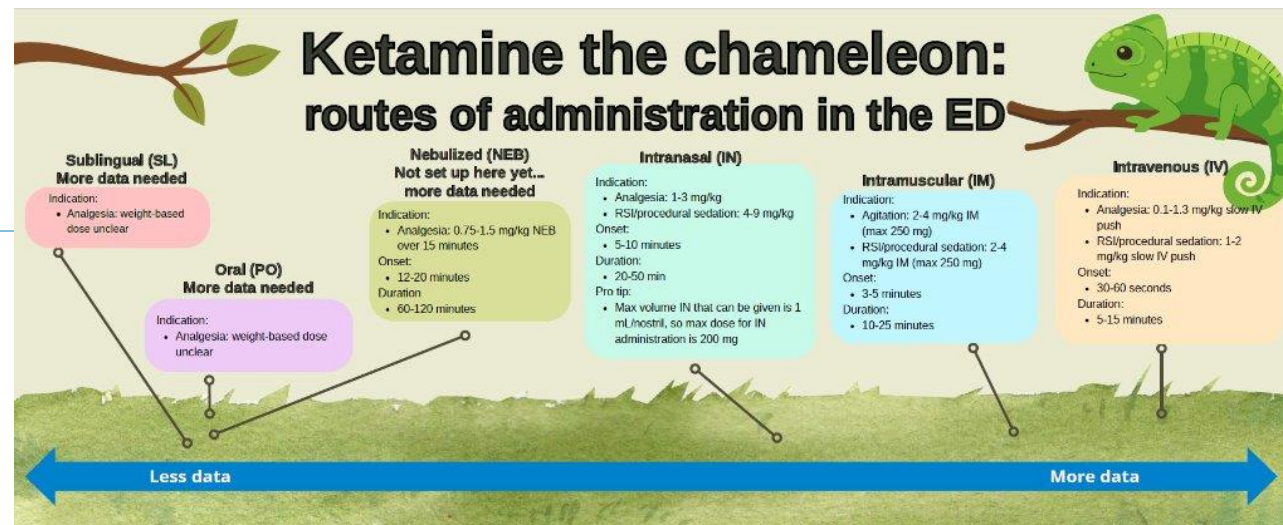 Ketamine the chameleon:
routes of administration in the ED
Sublingual (SL)
More data needed
Indication:
• Analgesia: weight-based
dose unclear
Oral (PO)
More data needed
Indication:
• Analgesia: weight-based dose
unclear
Nebulized (NEB)
Not set up here yet...
more data needed
Indication:
• Analgesia: 0.75-1.5 mg/kg NEB
over 15 minutes
Onset:
• 12-20 minutes
Duration
• 60-120 minutes
Intranasal (IN)
Indication:
• Analgesia: 1-3 mg/kg
• RSI/procedural sedation: 4-9 mg/kg
Onset:
• 5-10 minutes
Duration:
• 20-50 min
Pro tip:
• Max volume IN that can be given is 1
mL/nostril, so max dose for IN
administration is 200 mg
Intramuscular (IM)
Indication:
• Agitation: 2-4 mg/kg IM
(max 250 mg)
• RSI/procedural sedation: 2-4
mg/kg IM (max 250 mg)
Onset:
• 3-5 minutes
Duration:
• 10-25 minutes
Intravenous (IV)
Indication:
• Analgesia: 0.1-1.3 mg/kg slow IV
push
• RSI/procedural sedation: 1-2
mg/kg slow IV push
Onset:
• 30-60 seconds
Duration:
• 5-15 minutes
Less data
More data